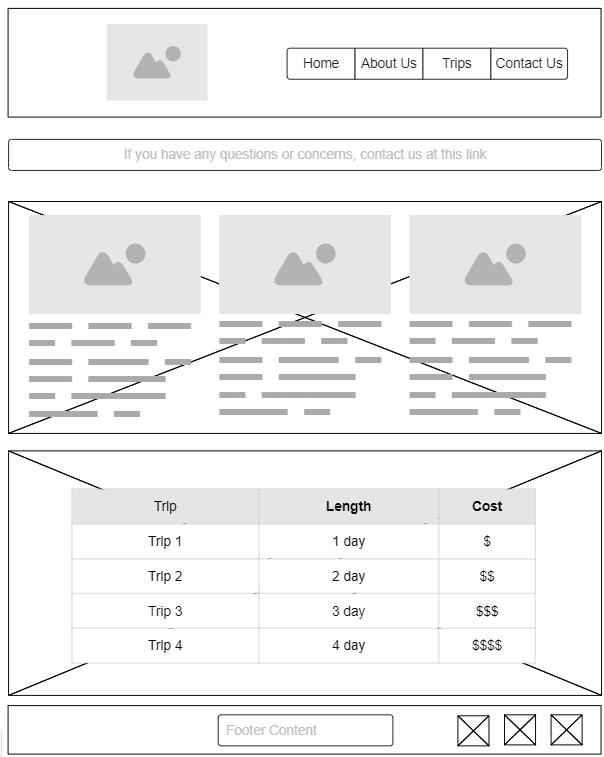 Home About Us Trips Contact Us
If you have any questions or concerns, contact us at this link
Trip Length Cost
Trip 1 1 day $
Trip 2 2 day $$
Trip 3 3 day $$$
Trip 4 4 day $$$$
Footer Content